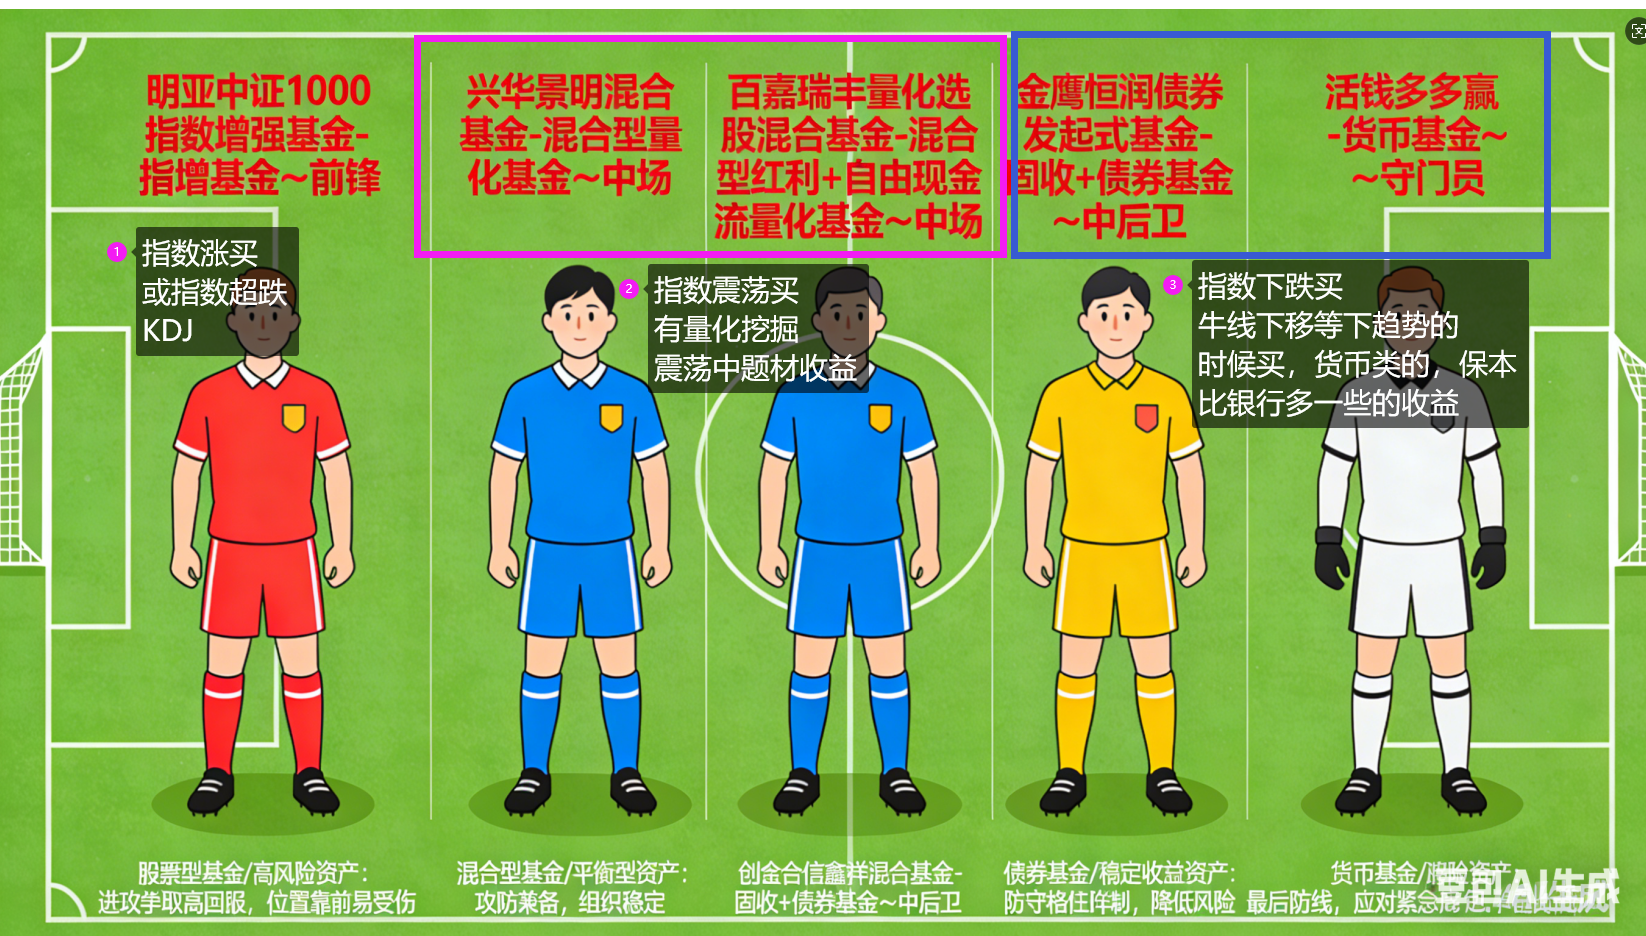 明亚中证1000
指数增强基金-
指增基金～前锋
兴华景明混合
基金-混合型量
化基金～中场
百嘉瑞丰量化选
股混合基金-混合
型红利+自由现金
流量化基金～中场
金鹰恒润债券
发起式基金-
固收+债券基金
～中后卫
活钱多多赢
-货币基金～
～守门员
1
指数涨买
或指数超跌
KDJ
2
指数震荡买
有量化挖掘
震荡中题材收益
3
指数下跌买
牛线下移等下趋势的
时候买，货币类的，保本
比银行多一些的收益
股票型基金/高风险资产：
进攻争取高回服，位置靠前易受伤
混合型基金/平衡型资产：
攻防兼备，组织稳定
创金合信鑫祥混合基金-
固收+债券基金～中后卫
债券基金/稳定收益资产：
防守格住阵制，降低风险
货币基金/
最后防线，应对紧急
豆包AI生成